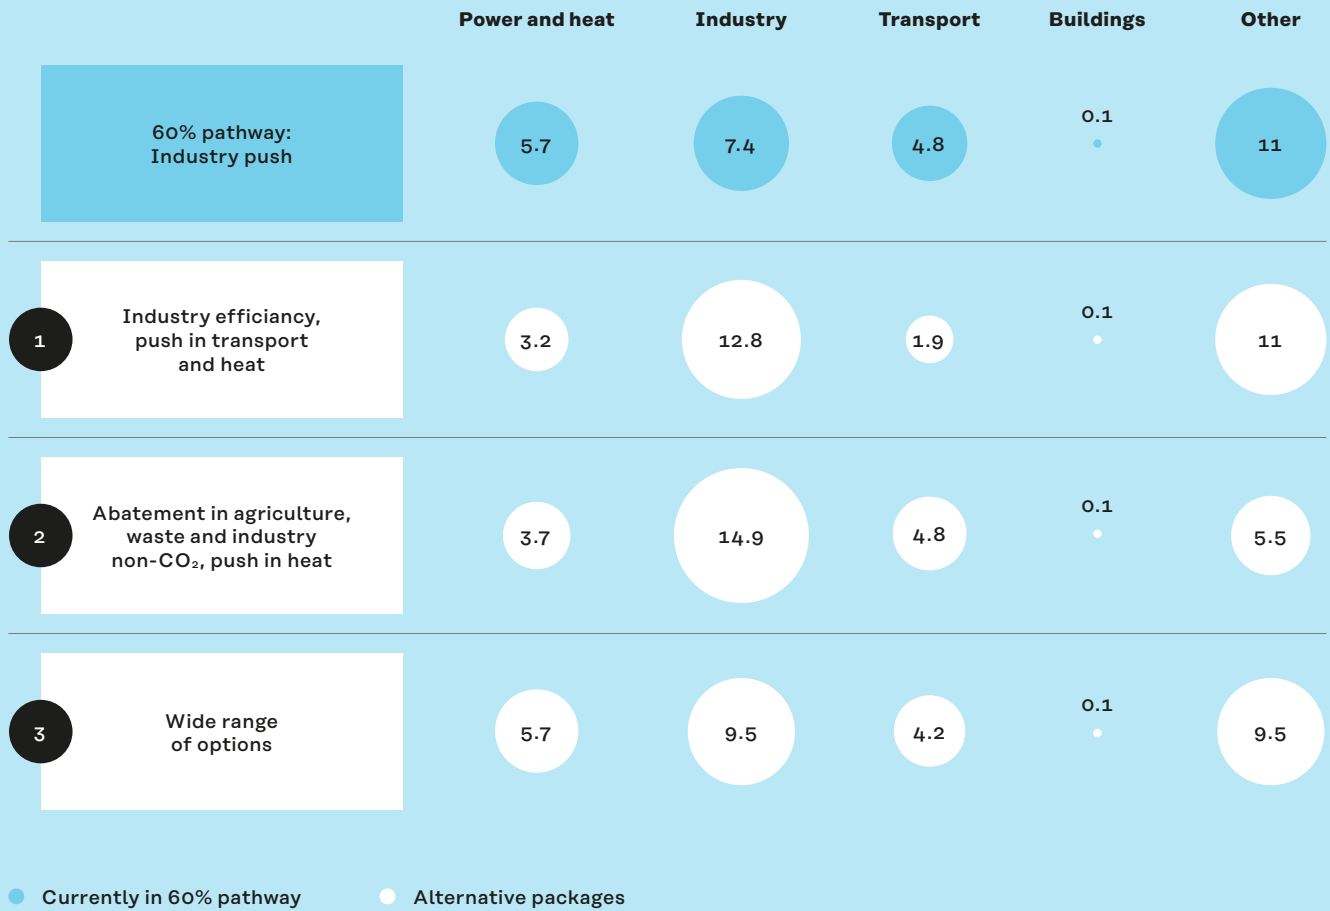 Power and heat
Industry
Transport
Buildings
Other
60% pathway:
Industry push
5.7
7.4
4.8
0.1
11
1
Industry efficiancy,
push in transport
and heat
3.2
12.8
1.9
0.1
11
2
Abatement in agriculture,
waste and industry
non-CO₂, push in heat
3.7
14.9
4.8
0.1
5.5
3
Wide range
of options
5.7
9.5
4.2
0.1
9.5
Currently in 60% pathway
Alternative packages